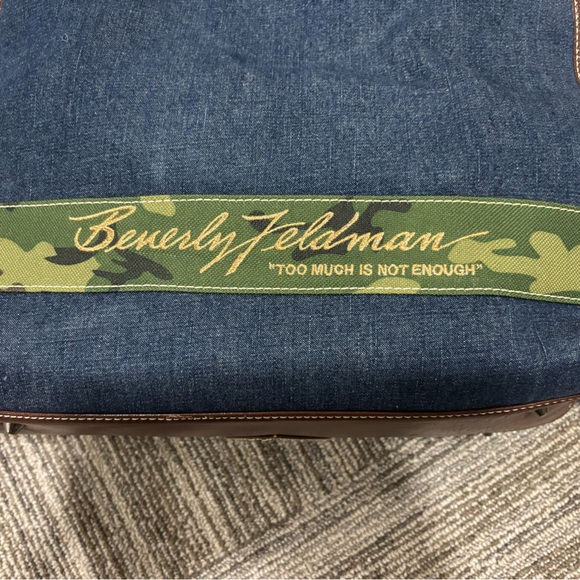 Beverly Feldman
"TOO MUCH IS NOT ENOUGH"